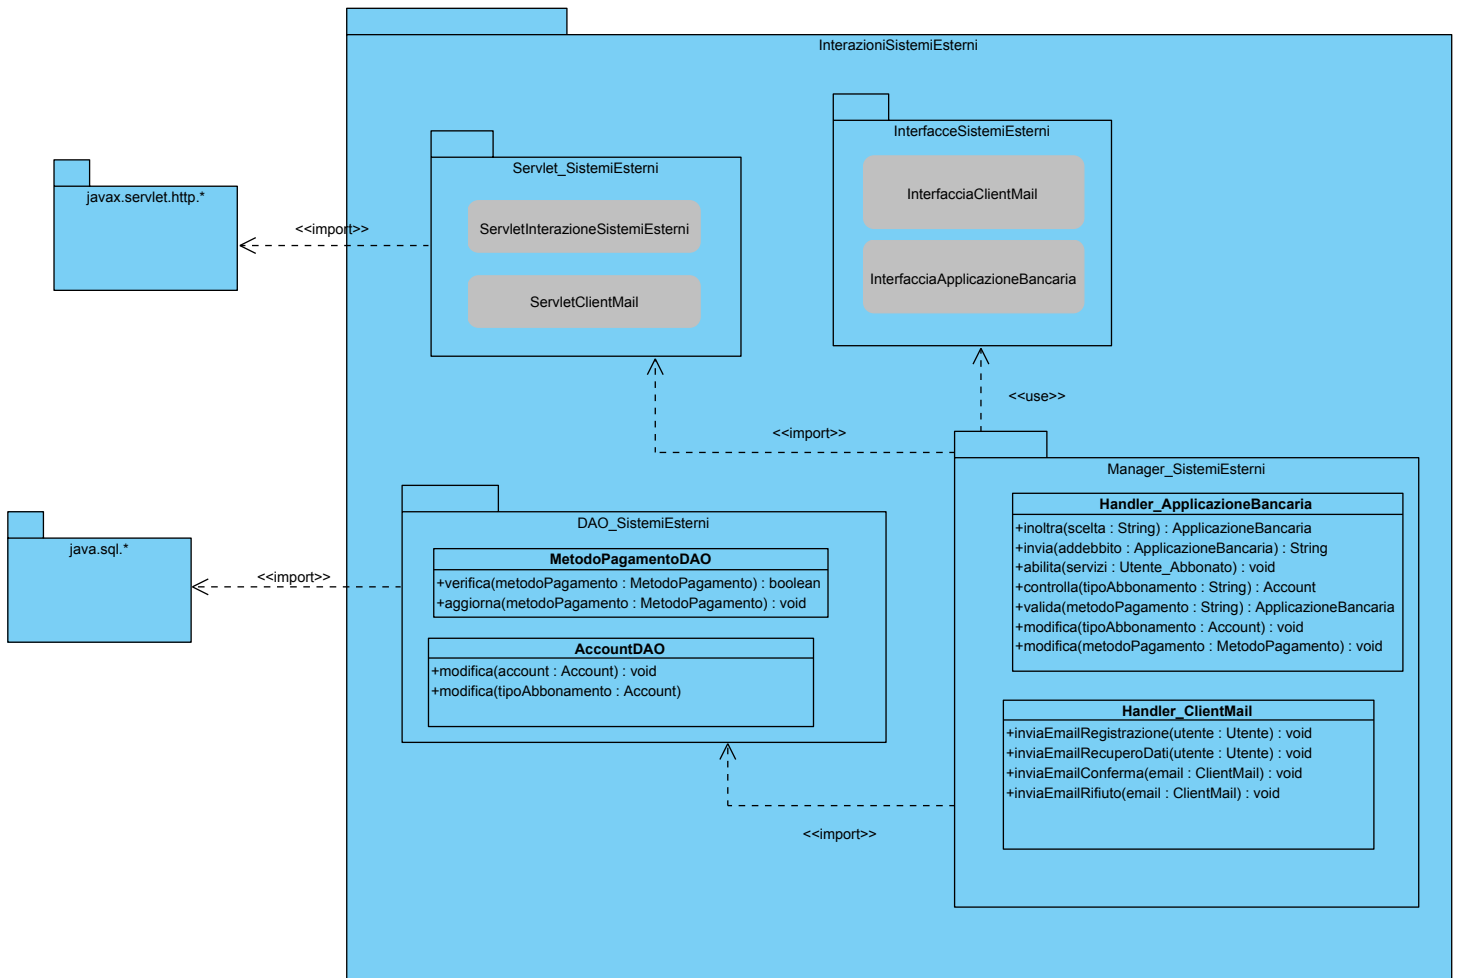 InterazioniSistemiEsterni
InterfacceSistemiEsterni
InterfacciaClientMail
InterfacciaApplicazioneBancaria
Servlet_SistemiEsterni
ServletInterazioneSistemiEsterni
ServletClientMail
javax.servlet.http.*
<<import>>
<<use>>
<<import>>
Manager_SistemiEsterni
Handler_ApplicazioneBancaria
+inoltra(scelta : String) : ApplicazioneBancaria
+invia(addebbito : ApplicazioneBancaria) : String
+abilita(servizi : Utente_Abbonato) : void
+controlla(tipoAbbonamento : String) : Account
+valida(metodoPagamento : String) : ApplicazioneBancaria
+modifica(tipoAbbonamento : Account) : void
+modifica(metodoPagamento : MetodoPagamento) : void
Handler_ClientMail
+inviaEmailRegistrazione(utente : Utente) : void
+inviaEmailRecuperoDati(utente : Utente) : void
+inviaEmailConferma(email : ClientMail) : void
+inviaEmailRifiuto(email : ClientMail) : void
DAO_SistemiEsterni
MetodoPagamentoDAO
+verifica(metodoPagamento : MetodoPagamento) : boolean
+aggiorna(metodoPagamento : MetodoPagamento) : void
AccountDAO
+modifica(account : Account) : void
+modifica(tipoAbbonamento : Account)
java.sql.*
<<import>>
<<import>>